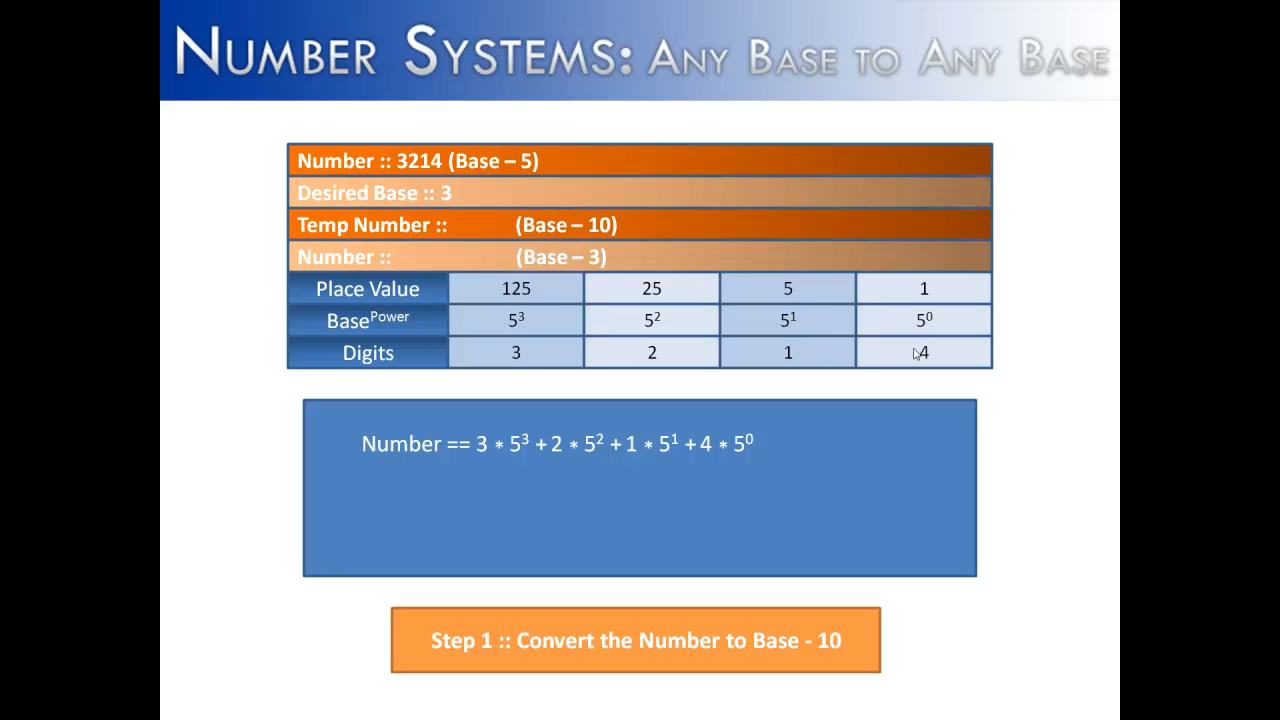 Number Systems: Any Base to Any Base
Number :: 3214 (Base – 5)
Desired Base :: 3
Temp Number :: (Base – 10)
Number :: (Base – 3)
Place Value 125 25 5 1
Base^Power 5³ 5² 5¹ 5⁰
Digits 3 2 1 4
Number == 3 * 5³ + 2 * 5² + 1 * 5¹ + 4 * 5⁰
Step 1 :: Convert the Number to Base - 10